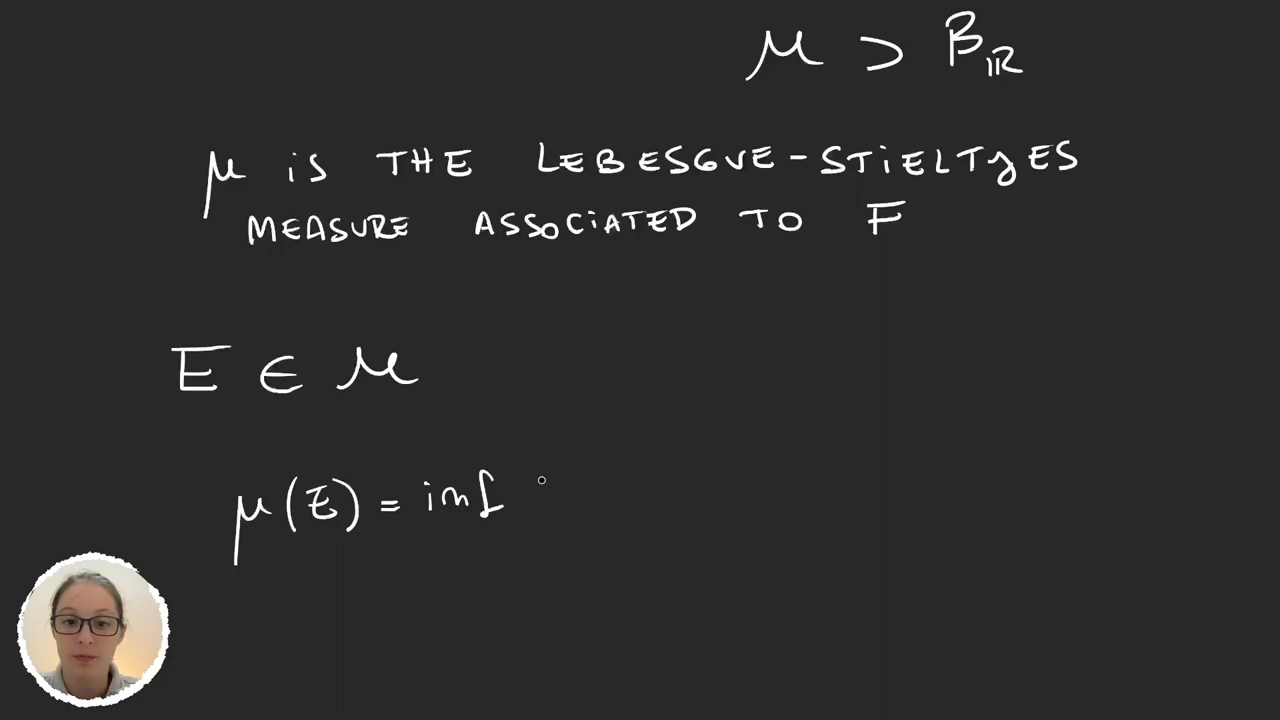 ℳ ⊃ B_ℝ
μ is THE LEBESGUE-STIELTJES
MEASURE ASSOCIATED TO F
E ∈ ℳ
μ(E) = inf